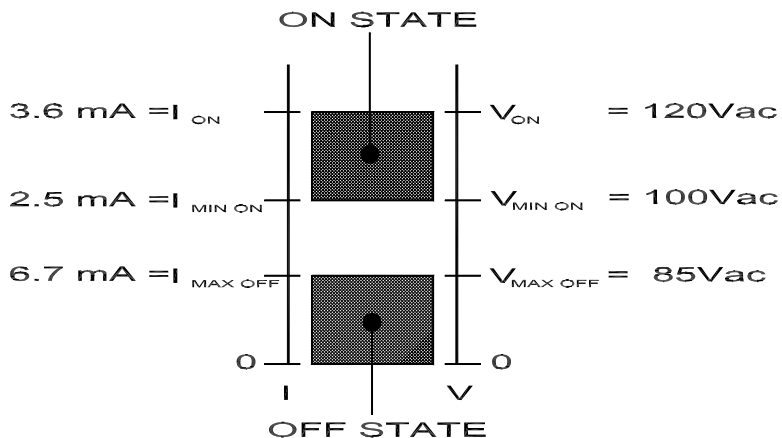 ON STATE
3.6 mA =I ON V ON = 120Vac
2.5 mA =I MIN ON V MIN ON = 100Vac
6.7 mA =I MAX OFF V MAX OFF = 85Vac
0 0
I V
OFF STATE